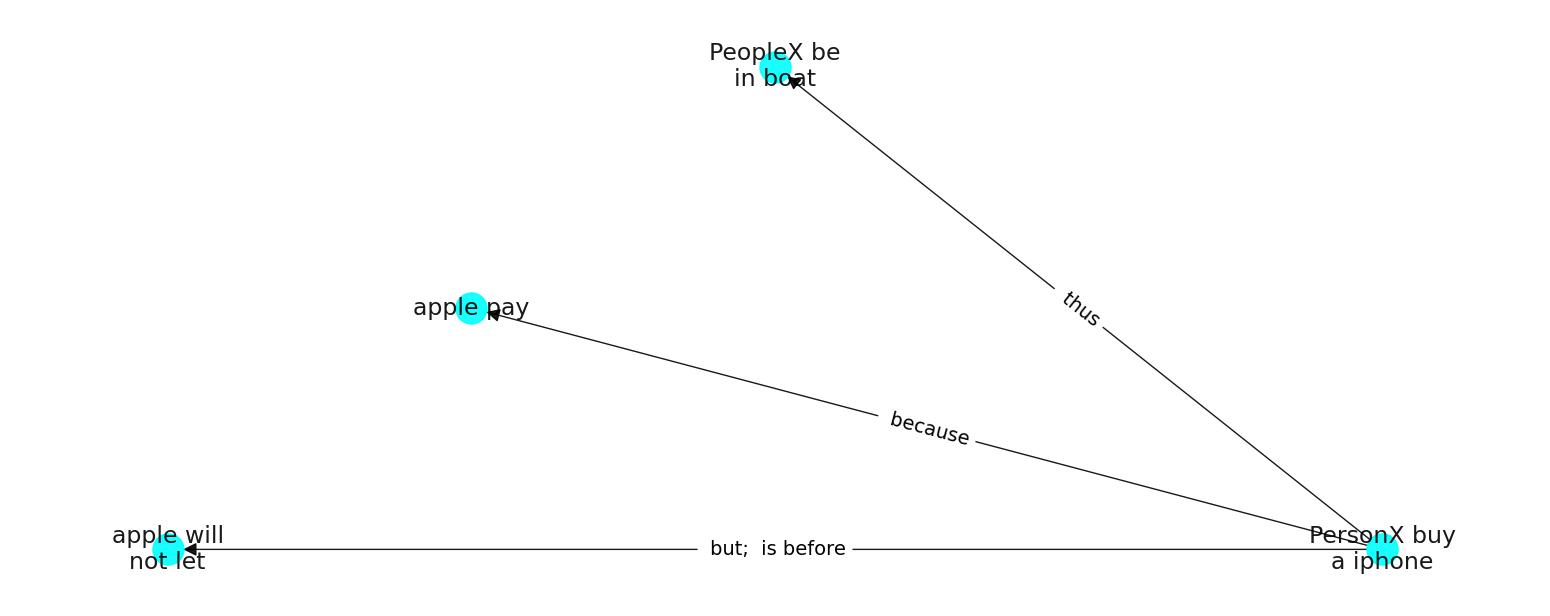 PeopleX be
in boat
thus
apple pay
because
apple will
not let
but;  is before
PersonX buy
a iphone